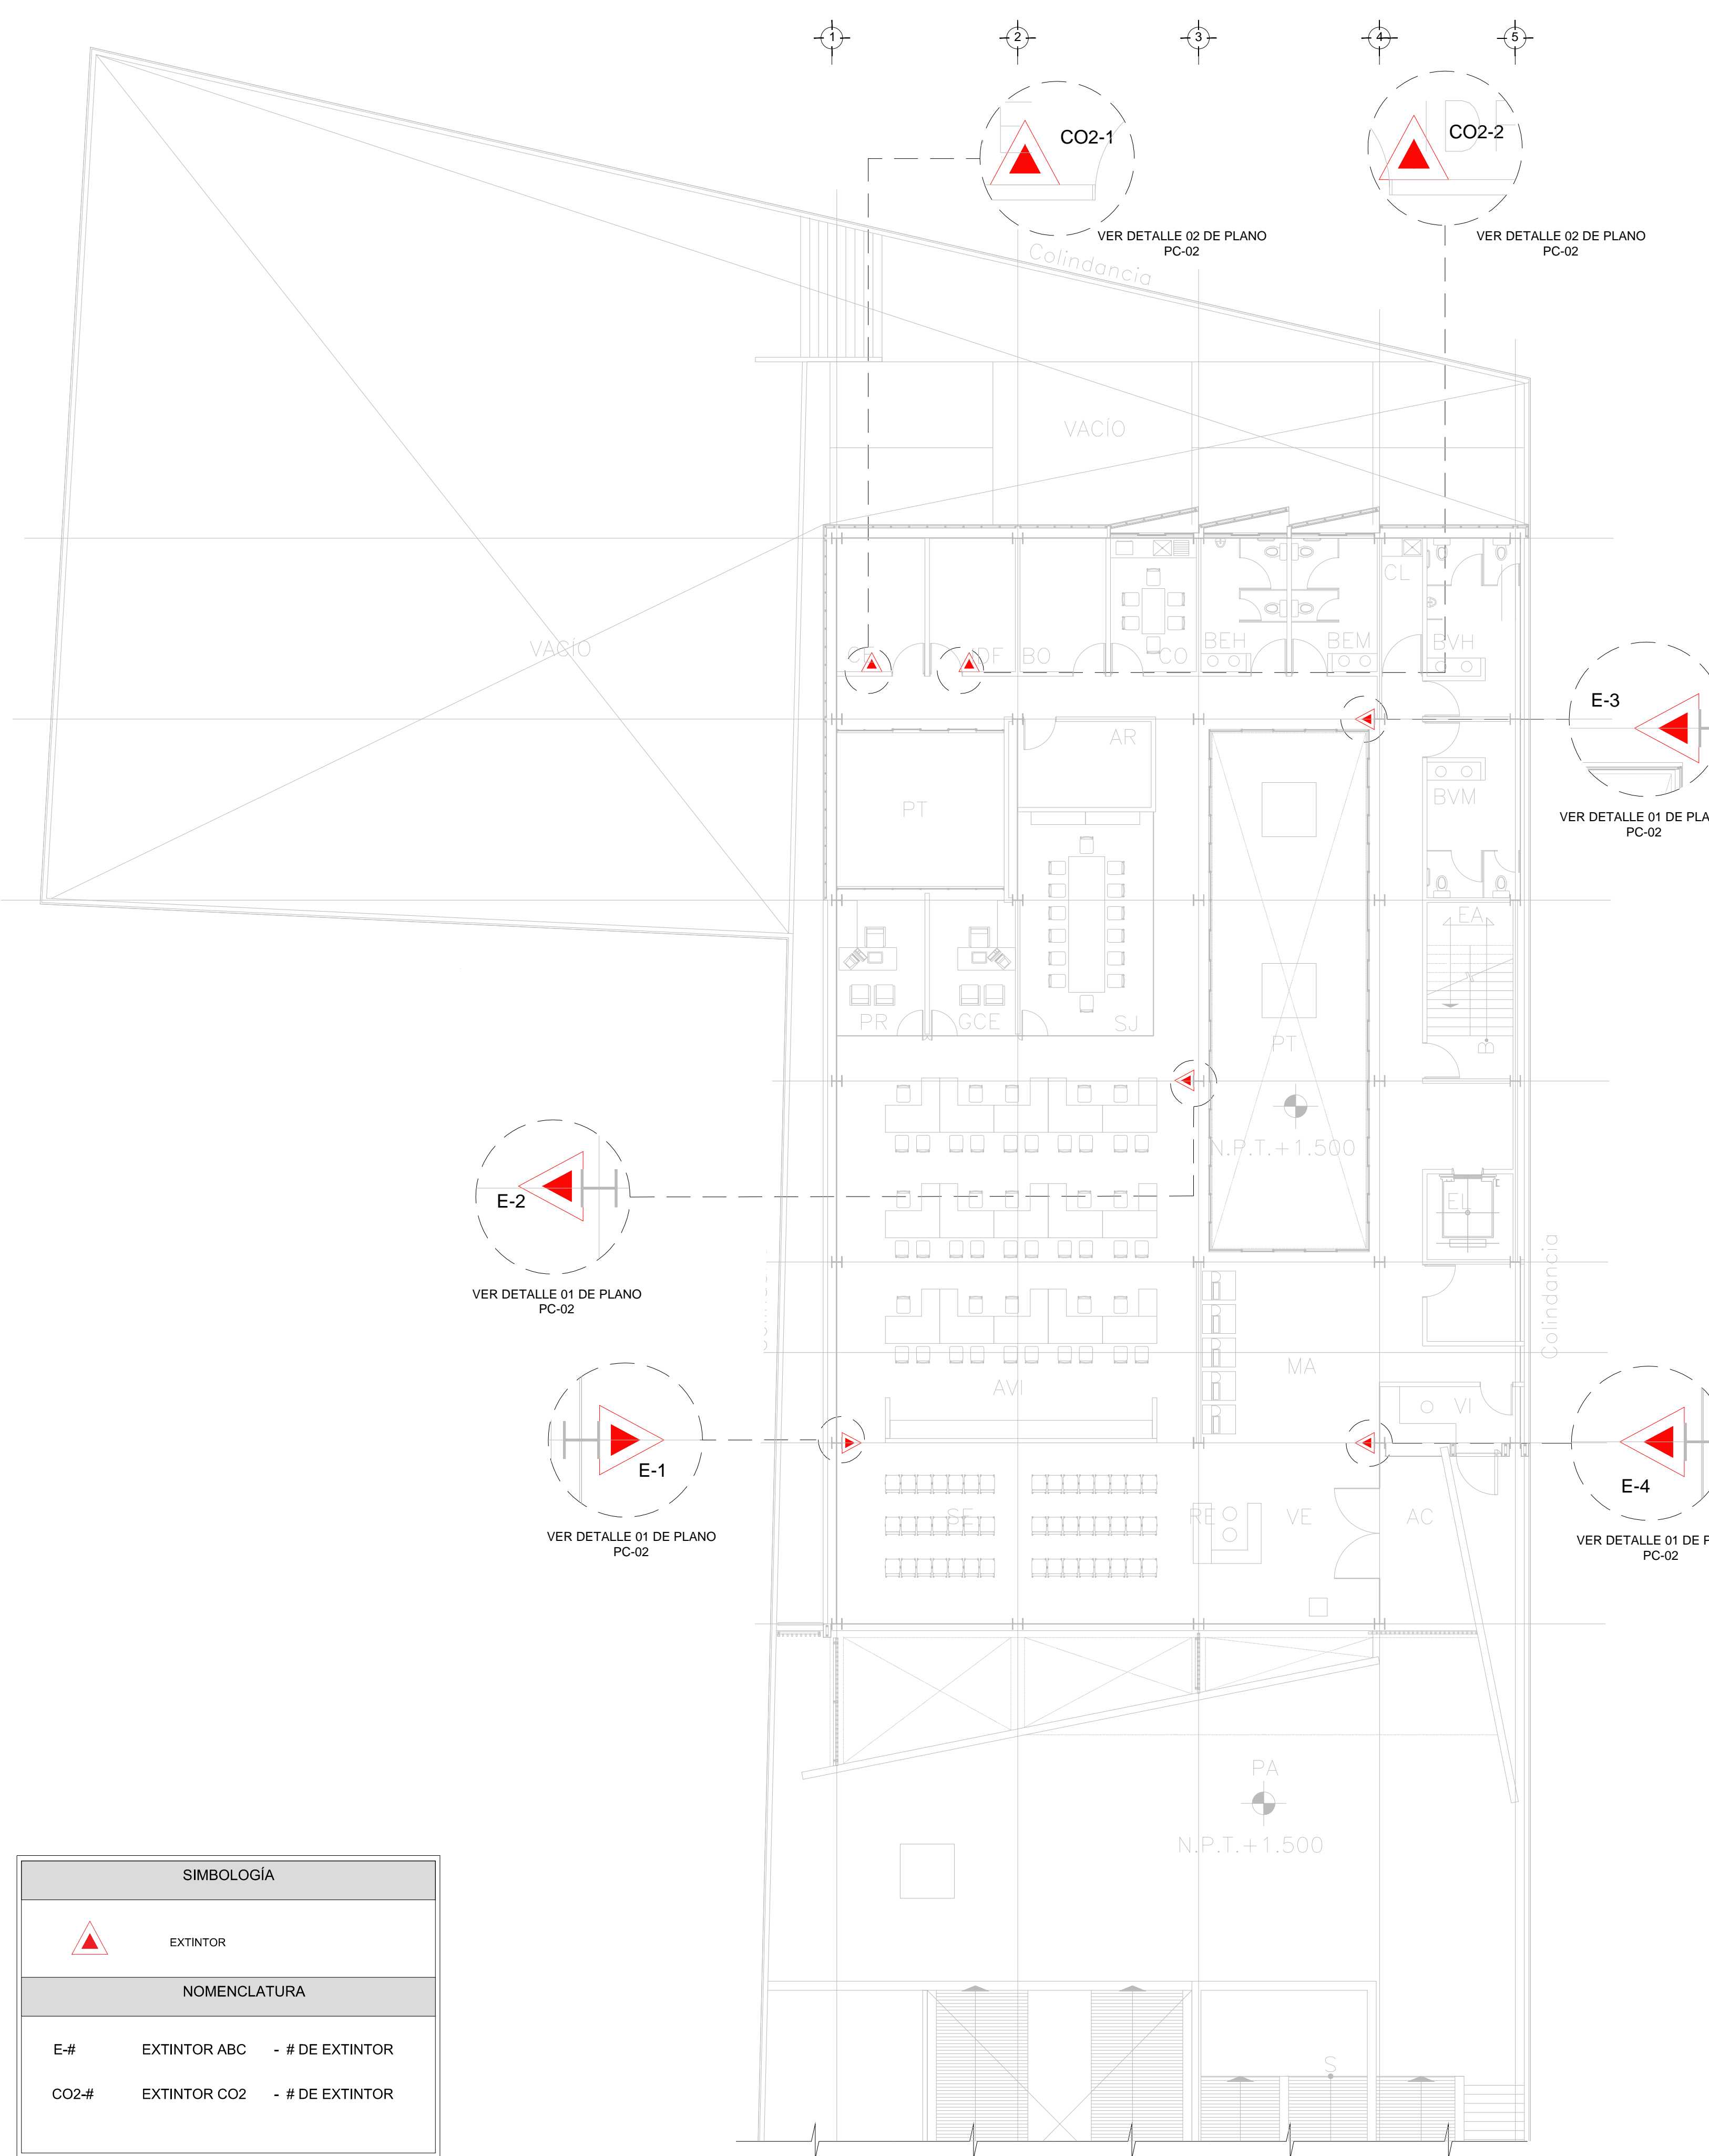 1 2 3 4 5
CO2-1
CO2-2
VER DETALLE 02 DE PLANO
PC-02
VER DETALLE 02 DE PLANO
PC-02
Colindancia
VACÍO
VACÍO
CL
BEH
BEM
BVH
DF
BO
CO
E-3
VER DETALLE 01 DE PLA
PC-02
AR
PT
BVM
EA
PR
GCE
SJ
PT
B
N.P.T.+1.500
E-2
VER DETALLE 01 DE PLANO
PC-02
EL
Colindancia
MA
AVI
VI
E-1
VER DETALLE 01 DE PLANO
PC-02
E-4
VER DETALLE 01 DE P
PC-02
SE
RE
VE
AC
PA
N.P.T.+1.500
S
SIMBOLOGÍA
EXTINTOR
NOMENCLATURA
E-# EXTINTOR ABC - # DE EXTINTOR
CO2-# EXTINTOR CO2 - # DE EXTINTOR